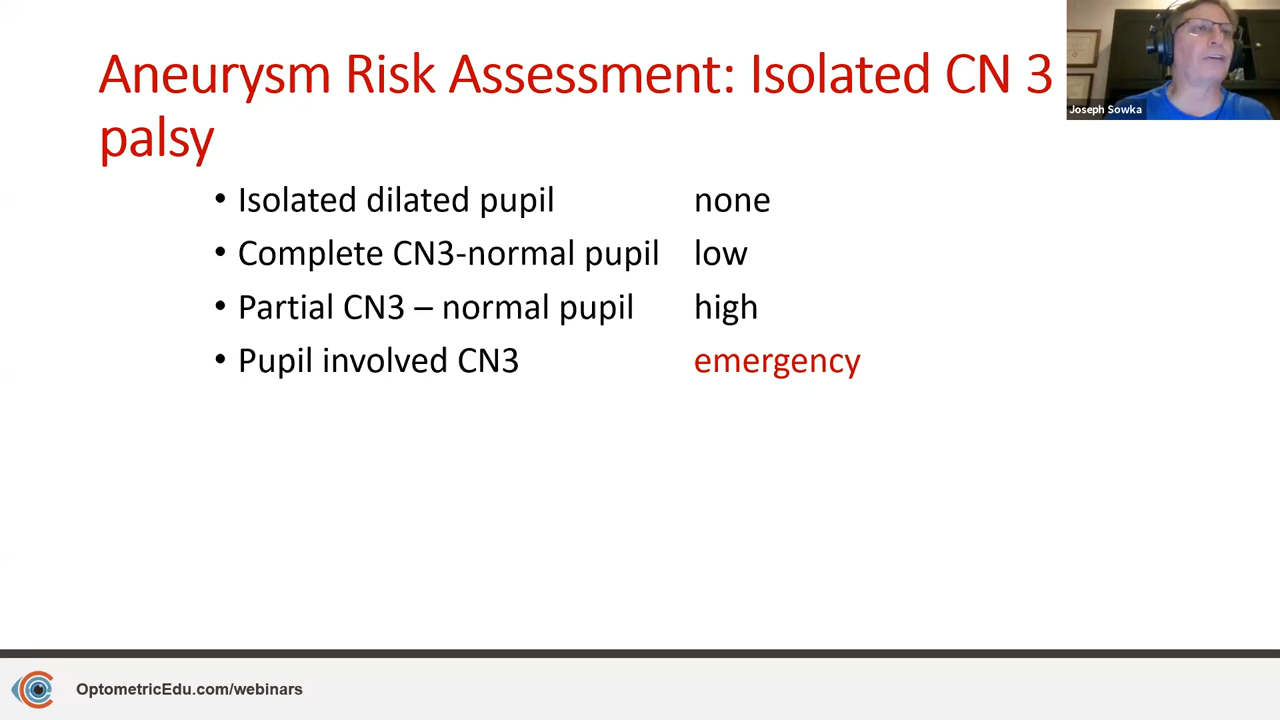 Aneurysm Risk Assessment: Isolated CN 3
palsy
Joseph Sowka
• Isolated dilated pupil none
• Complete CN3-normal pupil low
• Partial CN3 – normal pupil high
• Pupil involved CN3 emergency
OptometricEdu.com/webinars